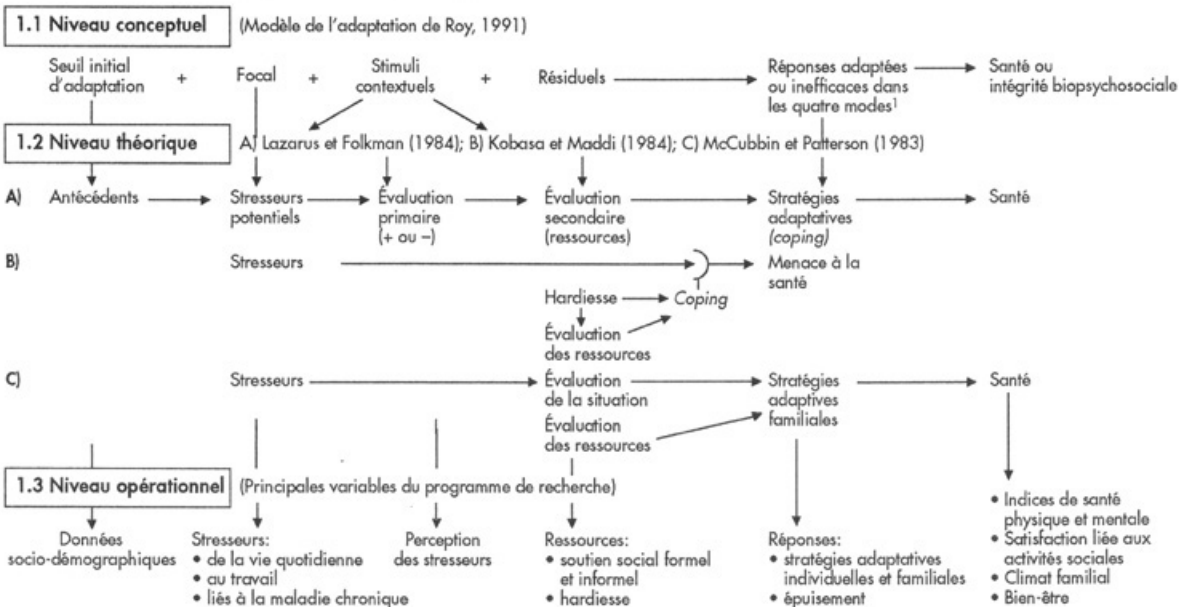 1.1 Niveau conceptuel (Modèle de l'adaptation de Roy, 1991)
Seuil initial
d'adaptation
+
Focal
+
Stimuli
contextuels
+
Résiduels
Réponses adaptées
ou inefficaces dans
les quatre modes¹
Santé ou
intégrité biopsychosociale
1.2 Niveau théorique A) Lazarus et Folkman (1984); B) Kobasa et Maddi (1984); C) McCubbin et Patterson (1983)
A)
Antécédents
Stresseurs
potentiels
Évaluation
primaire
(+ ou –)
Évaluation
secondaire
(ressources)
Stratégies
adaptatives
(coping)
Santé
B)
Stresseurs
Menace à la
santé
Hardiesse
Coping
Évaluation
des ressources
C)
Stresseurs
Évaluation
de la situation
Évaluation
des ressources
Stratégies
adaptives
familiales
Santé
1.3 Niveau opérationnel (Principales variables du programme de recherche)
Données
socio-démographiques
Stresseurs:
• de la vie quotidienne
• au travail
• liés à la maladie chronique
Perception
des stresseurs
Ressources:
• soutien social formel
et informel
• hardiesse
Réponses:
• stratégies adaptatives
individuelles et familiales
• épuisement
• Indices de santé
physique et mentale
• Satisfaction liée aux
activités sociales
• Climat familial
• Bien-être